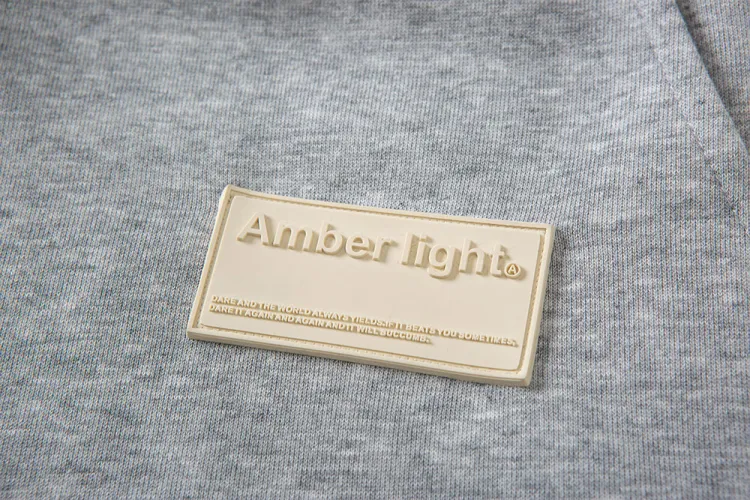 Amber light Ⓐ
DARE AND THE WORLD ALWAYS YIELDS.IF IT BEATS YOU SOMETIMES,
DARE IT AGAIN AND AGAIN AND IT WILL SUCCUMB.